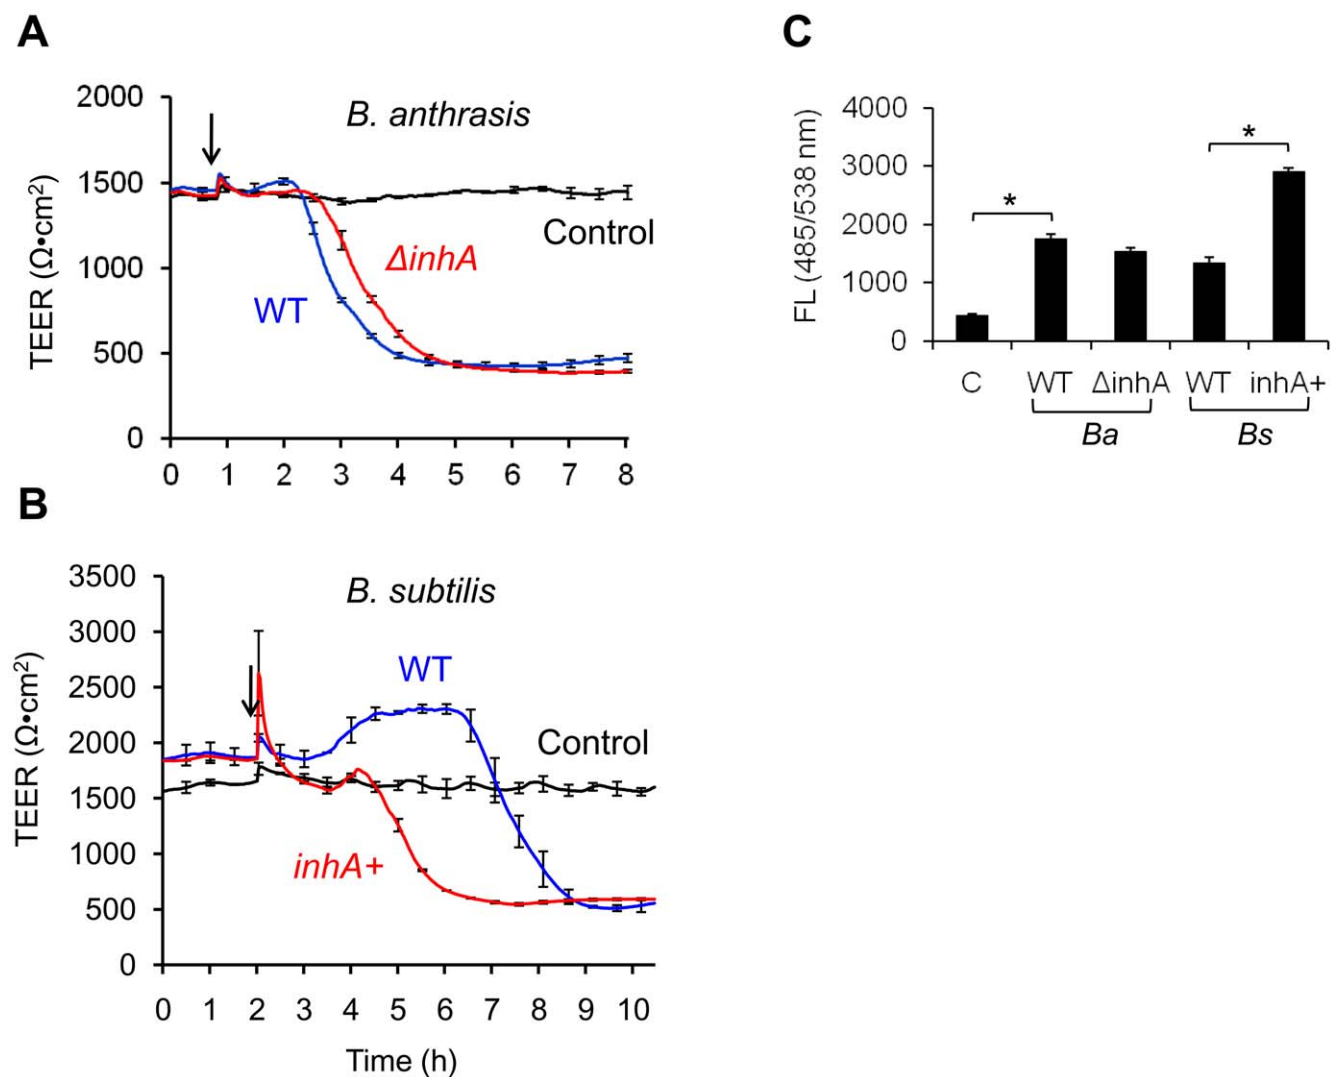 A
B. anthrasis
TEER (Ω•cm²)
2000
1500
1000
500
0
Control
ΔinhA
WT
0 1 2 3 4 5 6 7 8
B
B. subtilis
TEER (Ω•cm²)
3500
3000
2500
2000
1500
1000
500
0
WT
Control
inhA+
0 1 2 3 4 5 6 7 8 9 10
Time (h)
C
FL (485/538 nm)
4000
3000
2000
1000
0
*
*
C WT ΔinhA WT inhA+
Ba Bs